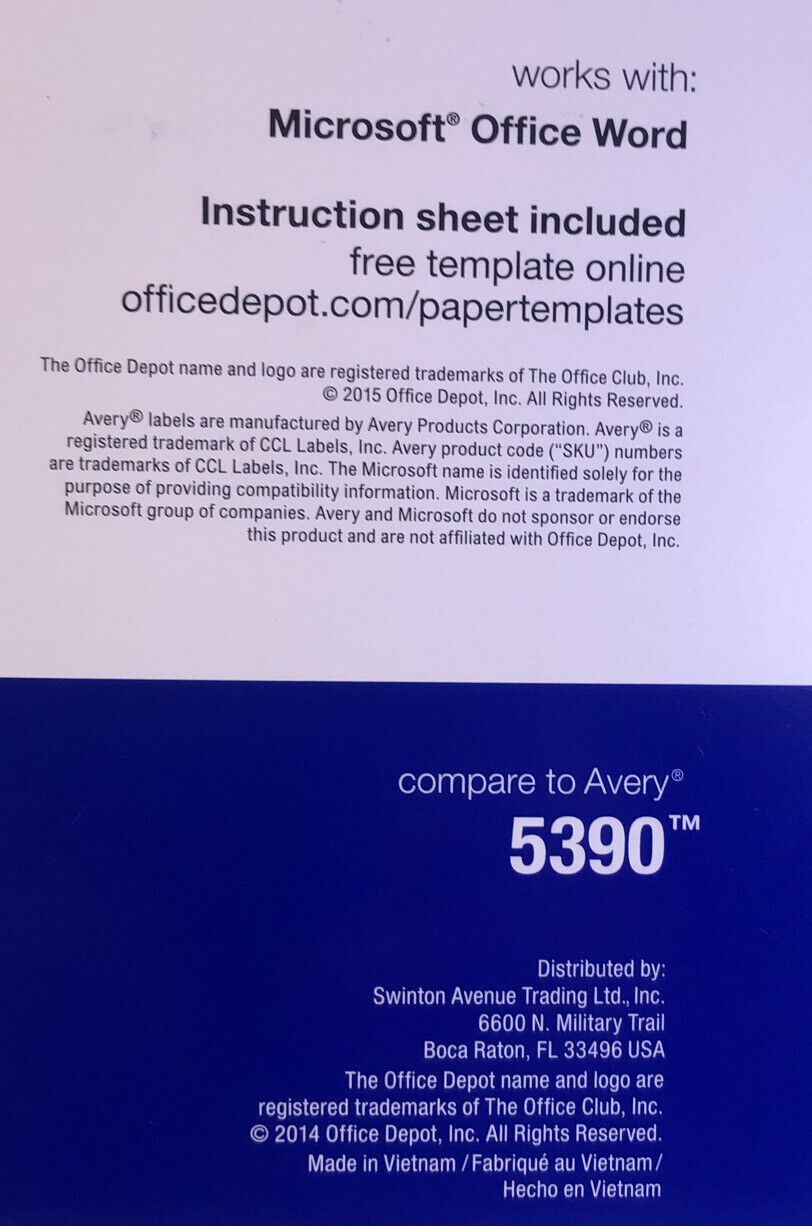 works with:
Microsoft® Office Word
Instruction sheet included
free template online
officedepot.com/papertemplates
The Office Depot name and logo are registered trademarks of The Office Club, Inc.
© 2015 Office Depot, Inc. All Rights Reserved.
Avery® labels are manufactured by Avery Products Corporation. Avery® is a
registered trademark of CCL Labels, Inc. Avery product code (“SKU”) numbers
are trademarks of CCL Labels, Inc. The Microsoft name is identified solely for the
purpose of providing compatibility information. Microsoft is a trademark of the
Microsoft group of companies. Avery and Microsoft do not sponsor or endorse
this product and are not affiliated with Office Depot, Inc.
compare to Avery®
5390™
Distributed by:
Swinton Avenue Trading Ltd., Inc.
6600 N. Military Trail
Boca Raton, FL 33496 USA
The Office Depot name and logo are
registered trademarks of The Office Club, Inc.
© 2014 Office Depot, Inc. All Rights Reserved.
Made in Vietnam / Fabriqué au Vietnam /
Hecho en Vietnam